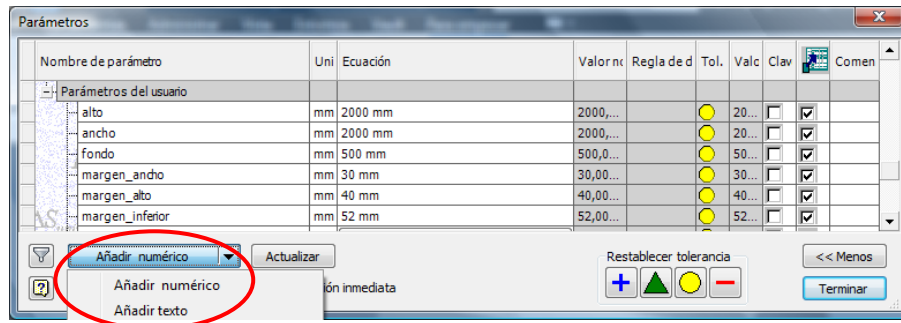 Parámetros
Nombre de parámetro Uni Ecuación Valor no Regla de d Tol. Valc Clav Comen
Parámetros del usuario
alto mm 2000 mm 2000,... 20...
ancho mm 2000 mm 2000,... 20...
fondo mm 500 mm 500,0... 50...
margen_ancho mm 30 mm 30,00... 30...
margen_alto mm 40 mm 40,00... 40...
margen_inferior mm 52 mm 52,00... 52...
Añadir numérico Actualizar Restablecer tolerancia << Menos
Añadir numérico ión inmediata Terminar
Añadir texto